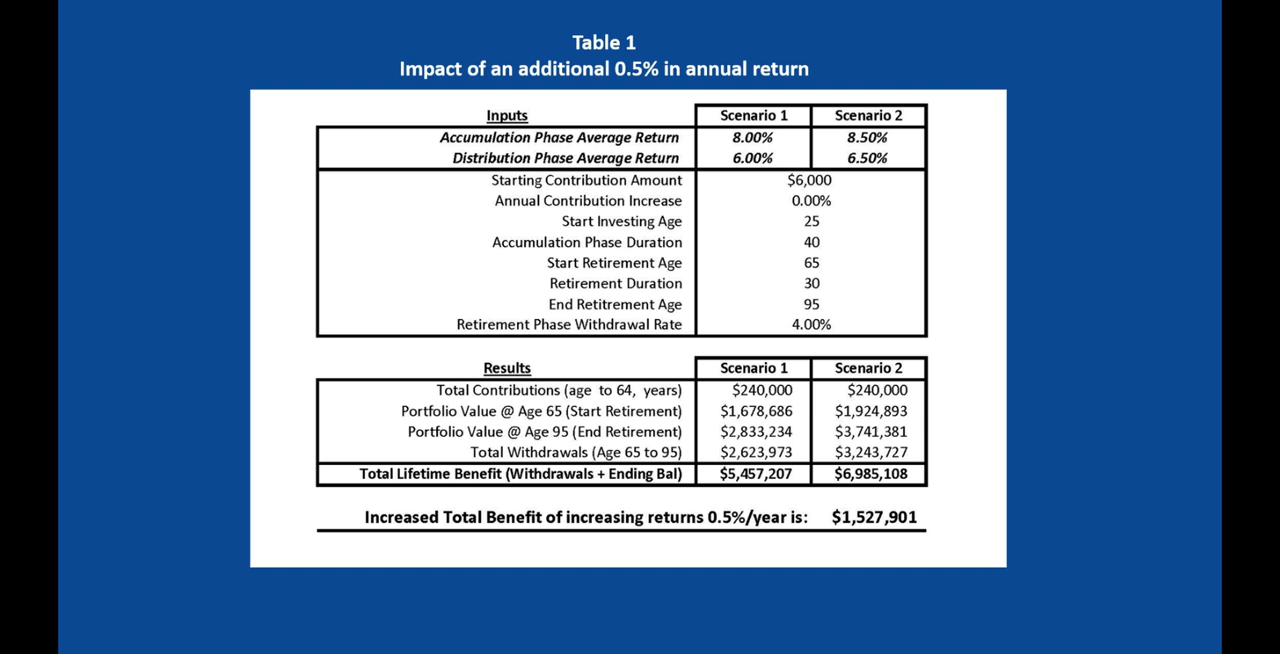 Table 1
Impact of an additional 0.5% in annual return
Inputs Scenario 1 Scenario 2
Accumulation Phase Average Return 8.00% 8.50%
Distribution Phase Average Return 6.00% 6.50%
Starting Contribution Amount $6,000
Annual Contribution Increase 0.00%
Start Investing Age 25
Accumulation Phase Duration 40
Start Retirement Age 65
Retirement Duration 30
End Retitrement Age 95
Retirement Phase Withdrawal Rate 4.00%
Results Scenario 1 Scenario 2
Total Contributions (age to 64, years) $240,000 $240,000
Portfolio Value @ Age 65 (Start Retirement) $1,678,686 $1,924,893
Portfolio Value @ Age 95 (End Retirement) $2,833,234 $3,741,381
Total Withdrawals (Age 65 to 95) $2,623,973 $3,243,727
Total Lifetime Benefit (Withdrawals + Ending Bal) $5,457,207 $6,985,108
Increased Total Benefit of increasing returns 0.5%/year is: $1,527,901